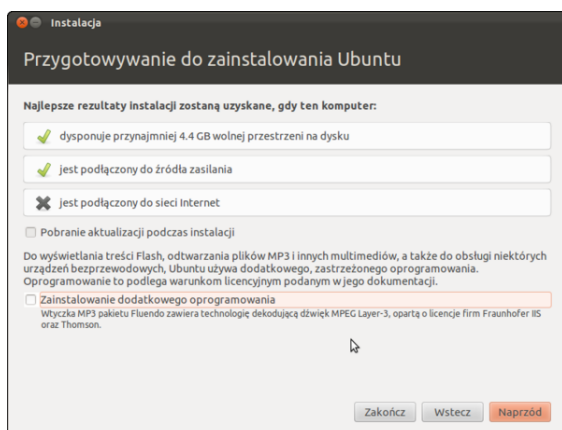 Instalacja
Przygotowywanie do zainstalowania Ubuntu
Najlepsze rezultaty instalacji zostaną uzyskane, gdy ten komputer:
dysponuje przynajmniej 4.4 GB wolnej przestrzeni na dysku
jest podłączony do źródła zasilania
jest podłączony do sieci Internet
Pobranie aktualizacji podczas instalacji
Do wyświetlania treści Flash, odtwarzania plików MP3 i innych multimediów, a także do obsługi niektórych
urządzeń bezprzewodowych, Ubuntu używa dodatkowego, zastrzeżonego oprogramowania.
Oprogramowanie to podlega warunkom licencyjnym podanym w jego dokumentacji.
Zainstalowanie dodatkowego oprogramowania
Wtyczka MP3 pakietu Fluendo zawiera technologię dekodującą dźwięk MPEG Layer-3, opartą o licencje firm Fraunhofer IIS
oraz Thomson.
Zakończ Wstecz Naprzód